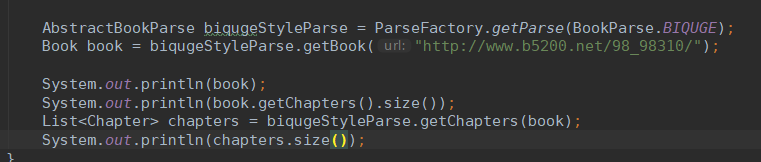 AbstractBookParse biqugeStyleParse = ParseFactory.getParse(BookParse.BIQUGE);
Book book = biqugeStyleParse.getBook( url: "http://www.b5200.net/98_98310/");
System.out.println(book);
System.out.println(book.getChapters().size());
List<Chapter> chapters = biqugeStyleParse.getChapters(book);
System.out.println(chapters.size());
}